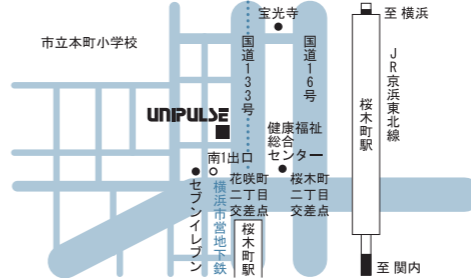 宝光寺
至 横浜
市立本町小学校
国道133号
国道16号
JR京浜東北線
桜木町駅
UNIPULSE
健康福祉
総合
センター
南1出口
花咲町
二丁目
交差点
桜木町
二丁目
交差点
セブンイレブン
横浜市営地下鉄
桜木町駅
至 関内